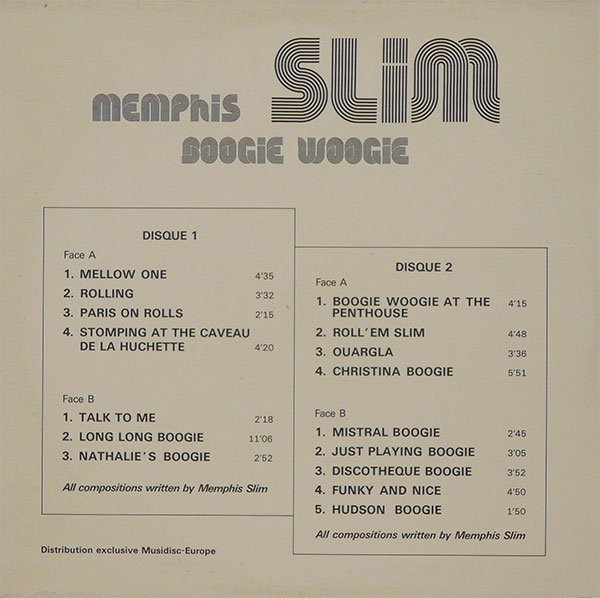 MEMPHIS SLIM
BOOGIE WOOGIE
DISQUE 1
Face A
1. MELLOW ONE 4'35
2. ROLLING 3'32
3. PARIS ON ROLLS 2'15
4. STOMPING AT THE CAVEAU
DE LA HUCHETTE 4'20
Face B
1. TALK TO ME 2'18
2. LONG LONG BOOGIE 11'06
3. NATHALIE'S BOOGIE 2'52
All compositions written by Memphis Slim
DISQUE 2
Face A
1. BOOGIE WOOGIE AT THE 4'15
PENTHOUSE
2. ROLL'EM SLIM 4'48
3. OUARGLA 3'36
4. CHRISTINA BOOGIE 5'51
Face B
1. MISTRAL BOOGIE 2'45
2. JUST PLAYING BOOGIE 3'05
3. DISCOTHEQUE BOOGIE 3'52
4. FUNKY AND NICE 4'50
5. HUDSON BOOGIE 1'50
All compositions written by Memphis Slim
Distribution exclusive Musidisc-Europe